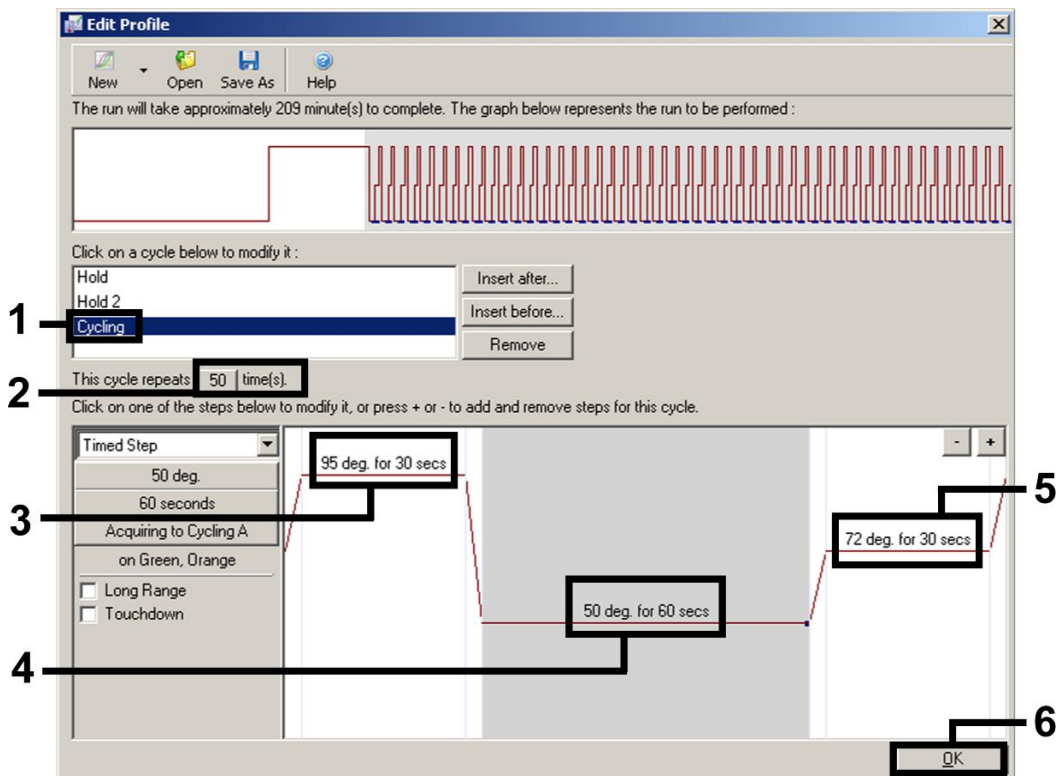 Edit Profile
New Open Save As Help
The run will take approximately 209 minute(s) to complete. The graph below represents the run to be performed :
Click on a cycle below to modify it :
Hold
Hold 2
Cycling
Insert after...
Insert before...
Remove
1
This cycle repeats 50 time(s).
2
Click on one of the steps below to modify it, or press + or - to add and remove steps for this cycle.
Timed Step
50 deg.
60 seconds
Acquiring to Cycling A
on Green, Orange
Long Range
Touchdown
- +
95 deg. for 30 secs
3
50 deg. for 60 secs
4
72 deg. for 30 secs
5
6
OK